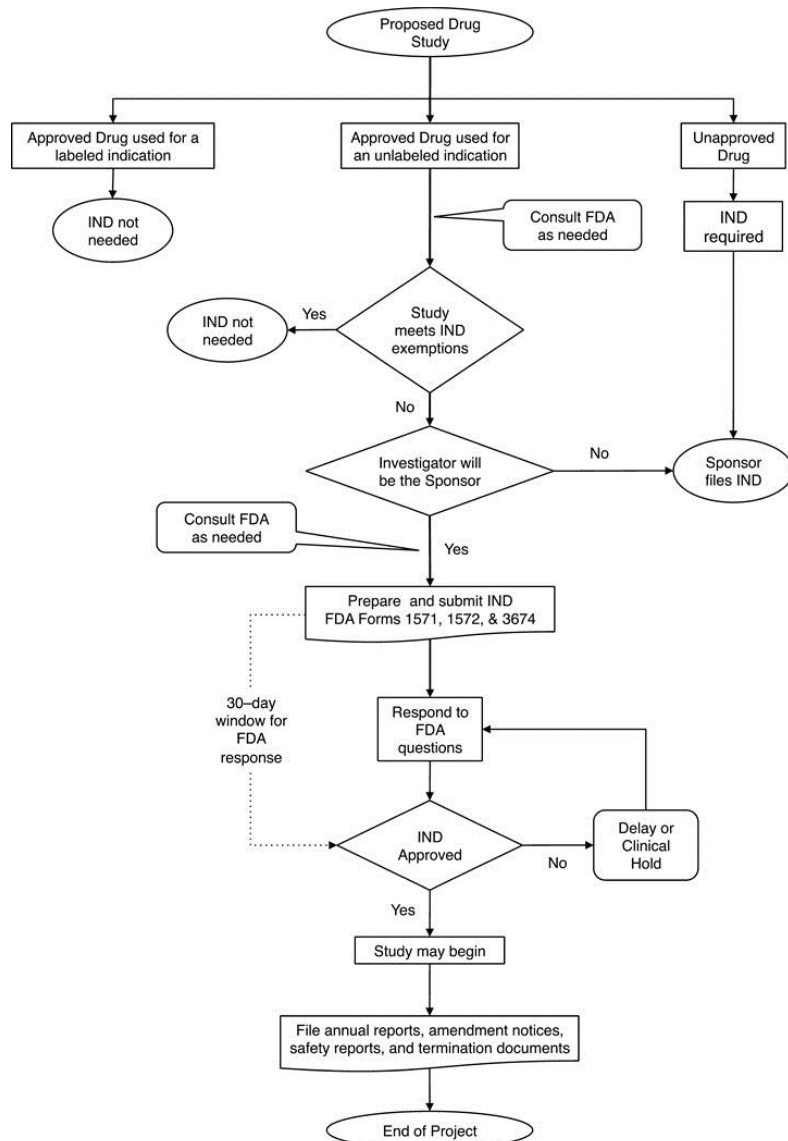 Proposed Drug
Study
Approved Drug used for a
labeled indication
Approved Drug used for
an unlabeled indication
Unapproved
Drug
IND not
needed
Consult FDA
as needed
IND
required
Study
meets IND
exemptions
Yes
IND not
needed
No
Investigator will
be the Sponsor
No
Sponsor
files IND
Consult FDA
as needed
Yes
Prepare and submit IND
FDA Forms 1571, 1572, & 3674
30–day
window for
FDA
response
Respond to
FDA
questions
IND
Approved
No
Delay or
Clinical
Hold
Yes
Study may begin
File annual reports, amendment notices,
safety reports, and termination documents
End of Project